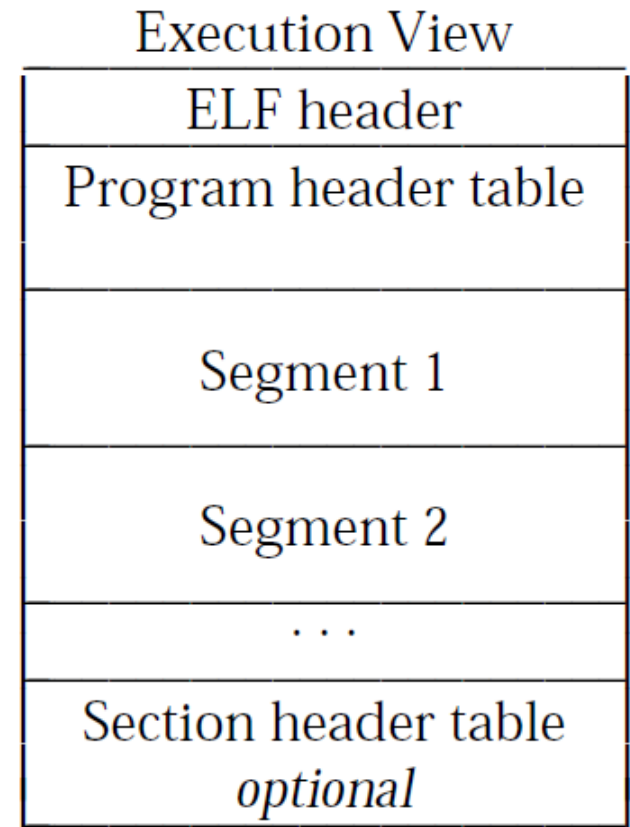 Execution View
ELF header
Program header table
Segment 1
Segment 2
. . .
Section header table
optional